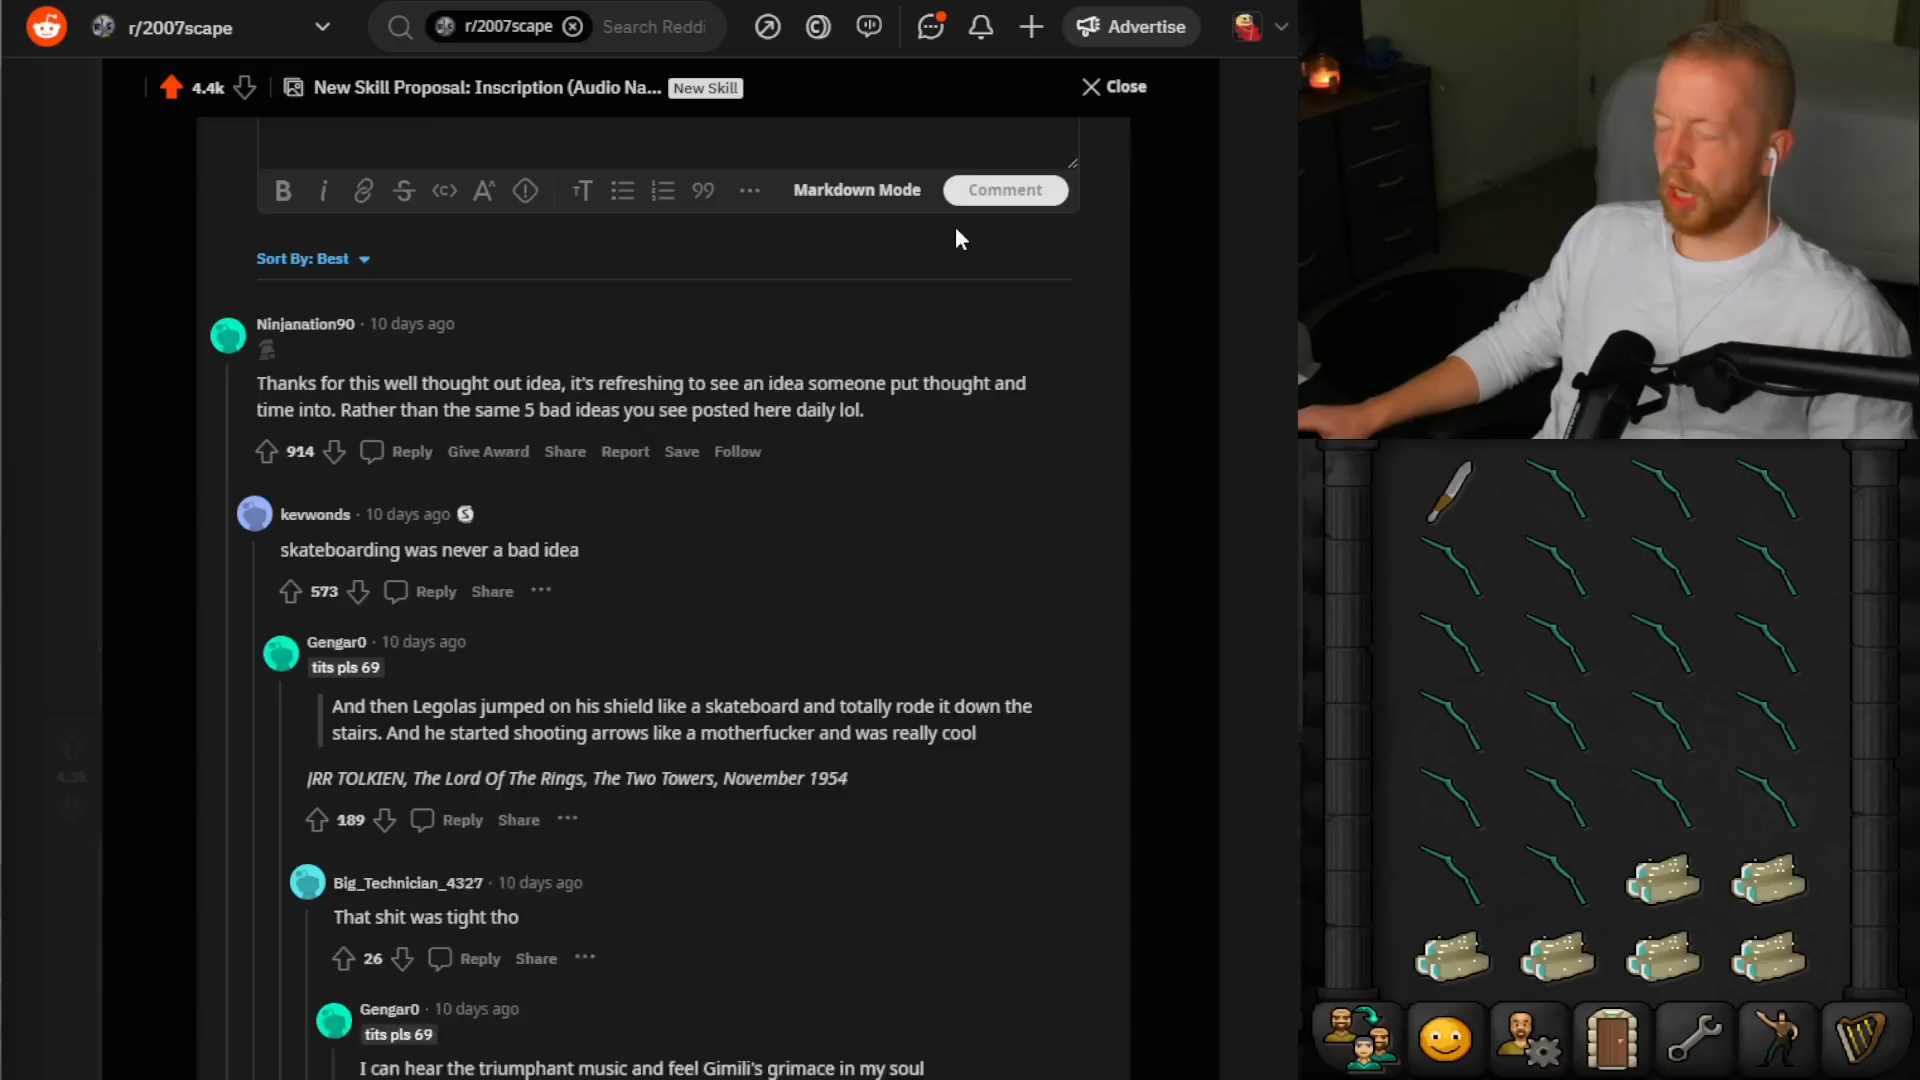 r/2007scape
r/2007scape
Search Reddi
Advertise
4.4k
New Skill Proposal: Inscription (Audio Na...
New Skill
Close
Markdown Mode
Comment
Sort By: Best
Ninjanation90 · 10 days ago
Thanks for this well thought out idea, it's refreshing to see an idea someone put thought and
time into. Rather than the same 5 bad ideas you see posted here daily lol.
914 Reply Give Award Share Report Save Follow
kevwonds · 10 days ago
skateboarding was never a bad idea
573 Reply Share ...
Gengar0 · 10 days ago
tits pls 69
And then Legolas jumped on his shield like a skateboard and totally rode it down the
stairs. And he started shooting arrows like a motherfucker and was really cool
JRR TOLKIEN, The Lord Of The Rings, The Two Towers, November 1954
189 Reply Share ...
Big_Technician_4327 · 10 days ago
That shit was tight tho
26 Reply Share ...
Gengar0 · 10 days ago
tits pls 69
I can hear the triumphant music and feel Gimili's grimace in my soul
4.3k